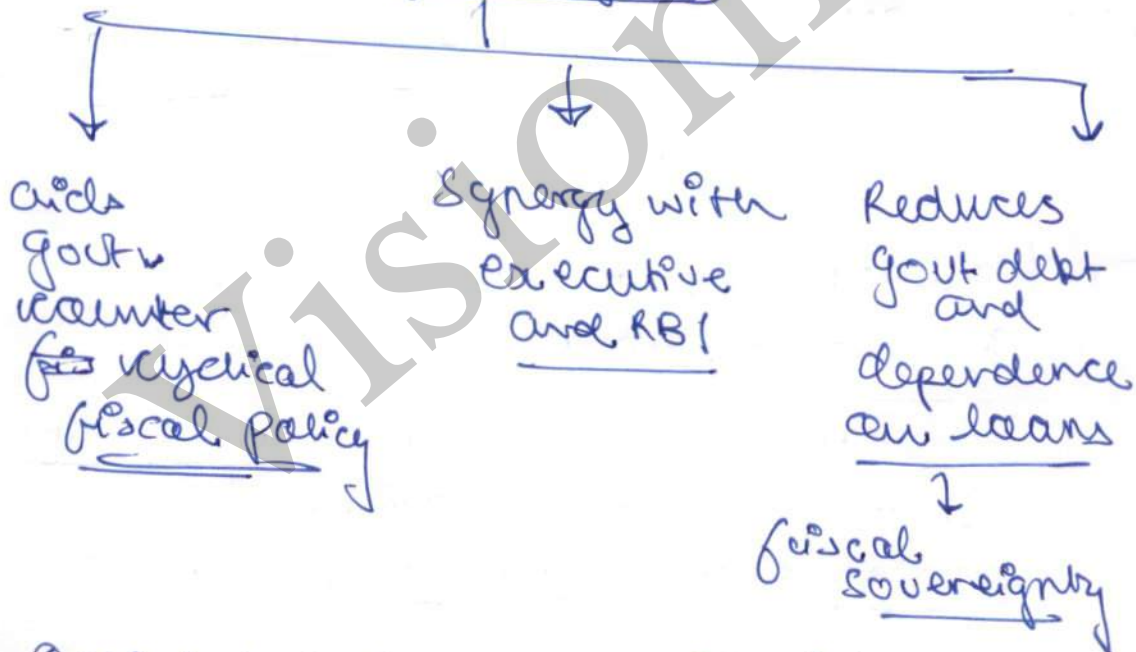 aids
govt
counter
cyclical
fiscal policy
Synergy with
executive
and RBI
Reduces
govt debt
and
dependence
on loans
fiscal
sovereignty
Vision